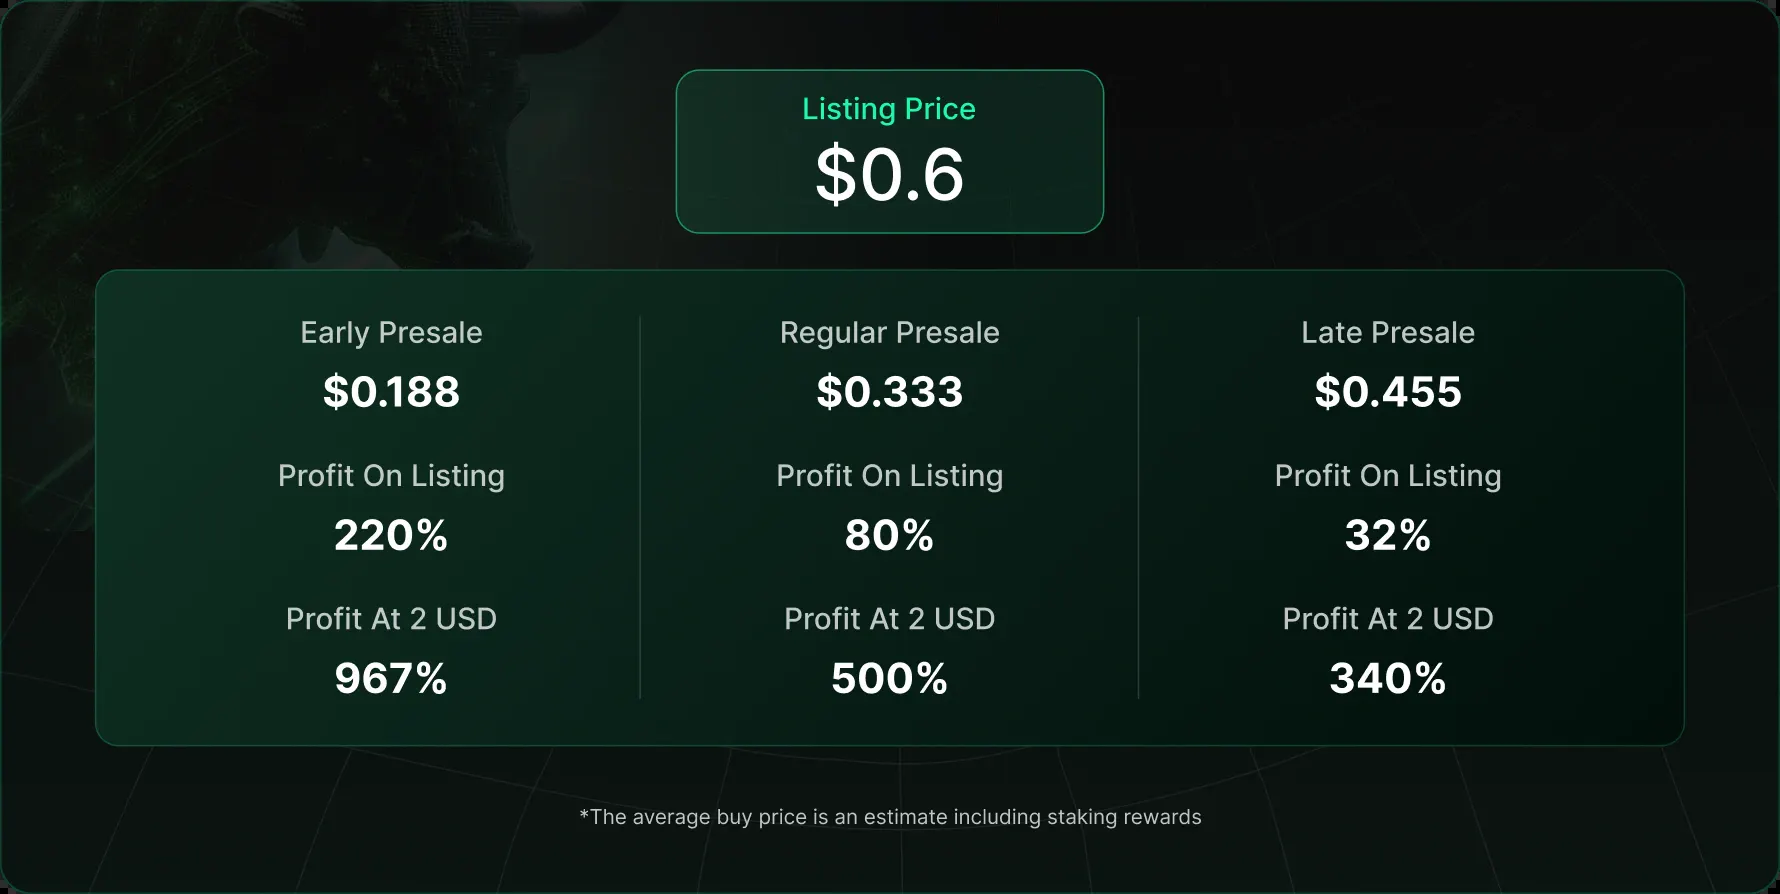 Listing Price
$0.6
Early Presale
$0.188
Profit On Listing
220%
Profit At 2 USD
967%
Regular Presale
$0.333
Profit On Listing
80%
Profit At 2 USD
500%
Late Presale
$0.455
Profit On Listing
32%
Profit At 2 USD
340%
*The average buy price is an estimate including staking rewards